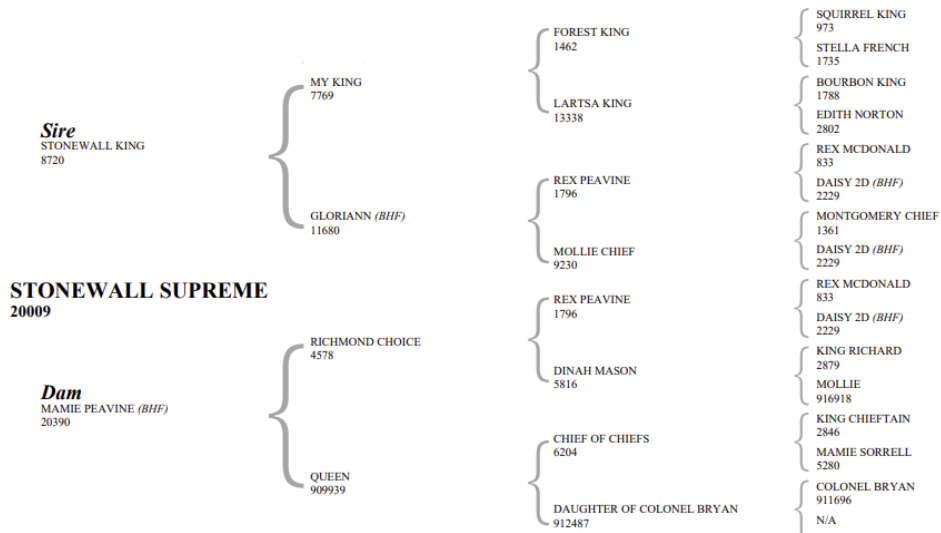 SQUIRREL KING
973
FOREST KING
1462
STELLA FRENCH
1735
MY KING
7769
BOURBON KING
1788
LARTSA KING
13338
EDITH NORTON
2802
Sire
STONEWALL KING
8720
REX MCDONALD
833
REX PEAVINE
1796
DAISY 2D (BHF)
2229
GLORIANN (BHF)
11680
MONTGOMERY CHIEF
1361
MOLLIE CHIEF
9230
DAISY 2D (BHF)
2229
STONEWALL SUPREME
20009
REX MCDONALD
833
REX PEAVINE
1796
DAISY 2D (BHF)
2229
RICHMOND CHOICE
4578
KING RICHARD
2879
DINAH MASON
5816
MOLLIE
916918
Dam
MAMIE PEAVINE (BHF)
20390
KING CHIEFTAIN
2846
CHIEF OF CHIEFS
6204
MAMIE SORRELL
5280
QUEEN
909939
COLONEL BRYAN
911696
DAUGHTER OF COLONEL BRYAN
912487
N/A